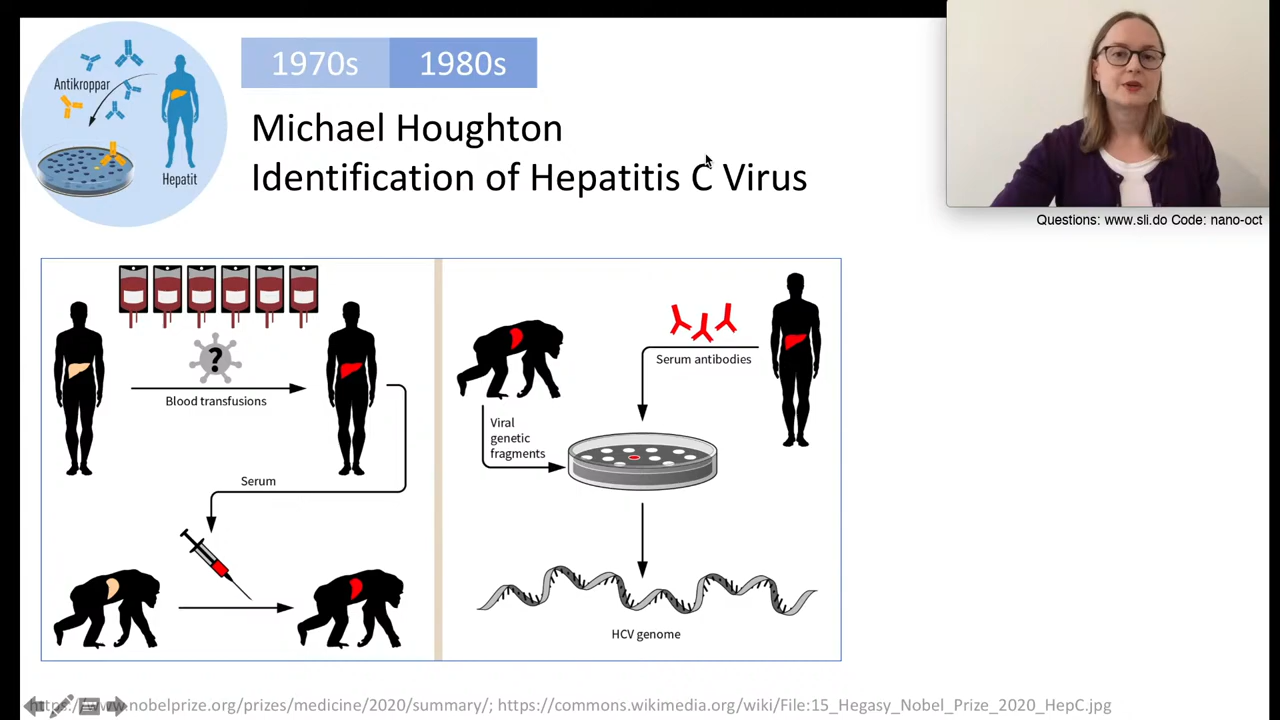 1970s 1980s
Antikroppar
Hepatit
Michael Houghton
Identification of Hepatitis C Virus
Questions: www.sli.do Code: nano-oct
?
Blood transfusions
Serum
Serum antibodies
Viral
genetic
fragments
HCV genome
https://www.nobelprize.org/prizes/medicine/2020/summary/; https://commons.wikimedia.org/wiki/File:15_Hegasy_Nobel_Prize_2020_HepC.jpg